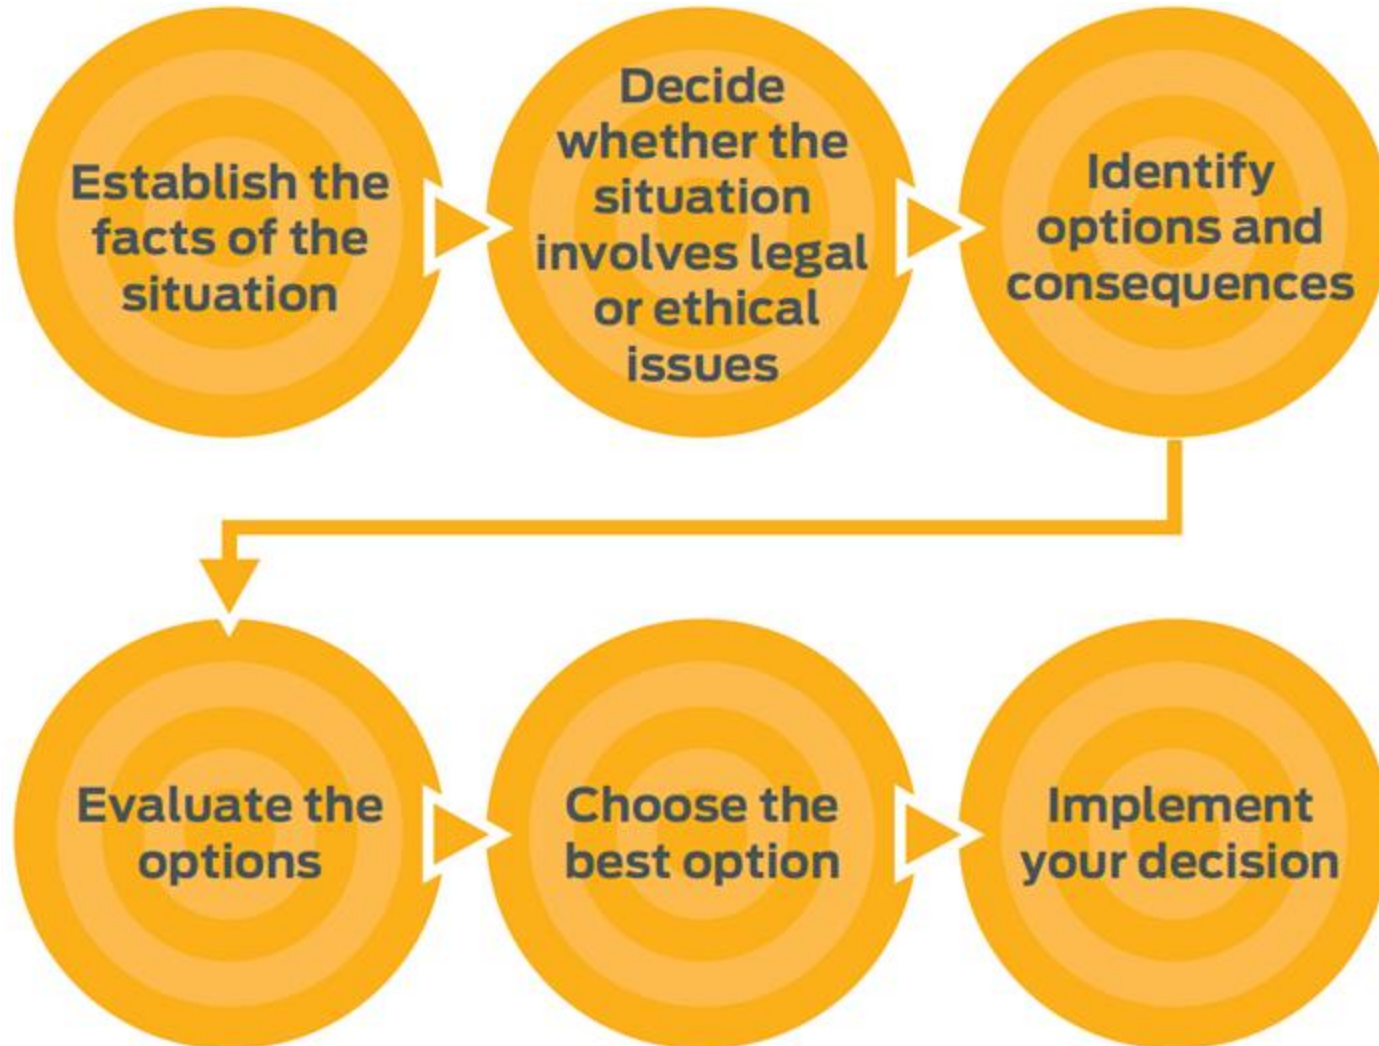 Establish the
facts of the
situation
Decide
whether the
situation
involves legal
or ethical
issues
Identify
options and
consequences
Evaluate the
options
Choose the
best option
Implement
your decision